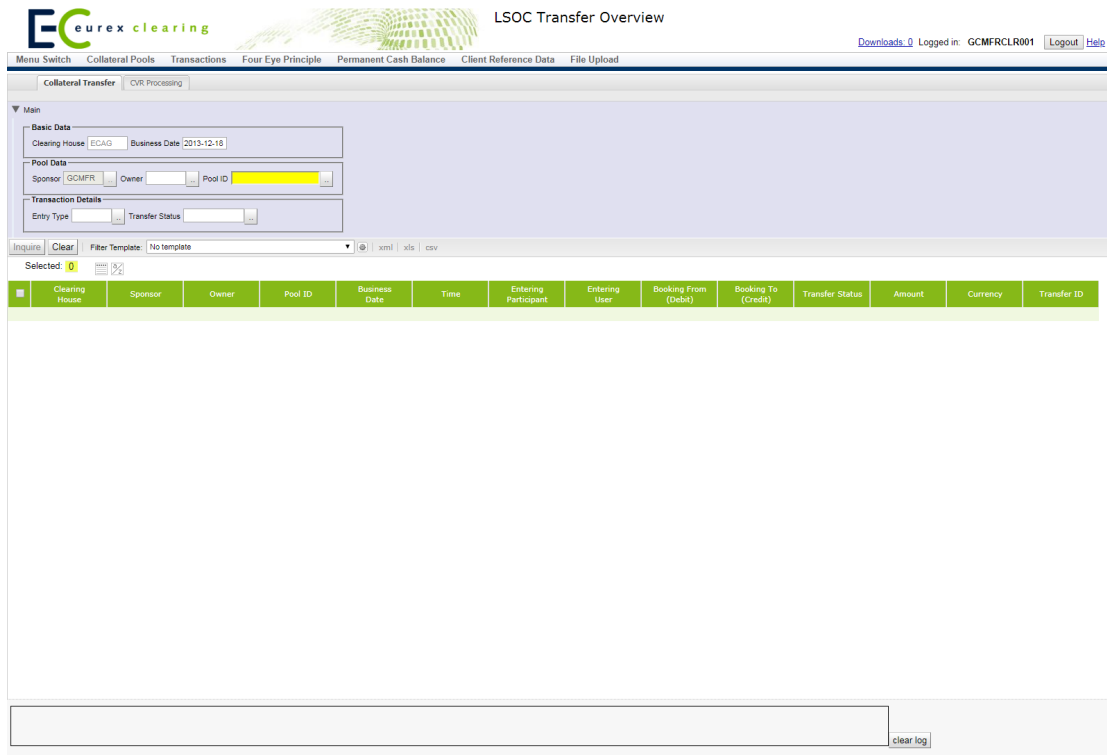 EC eurex clearing
LSOC Transfer Overview
Downloads: 0 Logged in: GCMFRCLR001 Logout Help
Menu Switch Collateral Pools Transactions Four Eye Principle Permanent Cash Balance Client Reference Data File Upload
Collateral Transfer CVR Processing
Main
Basic Data
Clearing House ECAG Business Date 2013-12-18
Pool Data
Sponsor GCMFR ... Owner ... Pool ID ...
Transaction Details
Entry Type ... Transfer Status ...
Inquire Clear Filter Template: No template xml xls csv
Selected: 0
Clearing House Sponsor Owner Pool ID Business Date Time Entering Participant Entering User Booking From (Debit) Booking To (Credit) Transfer Status Amount Currency Transfer ID
clear log